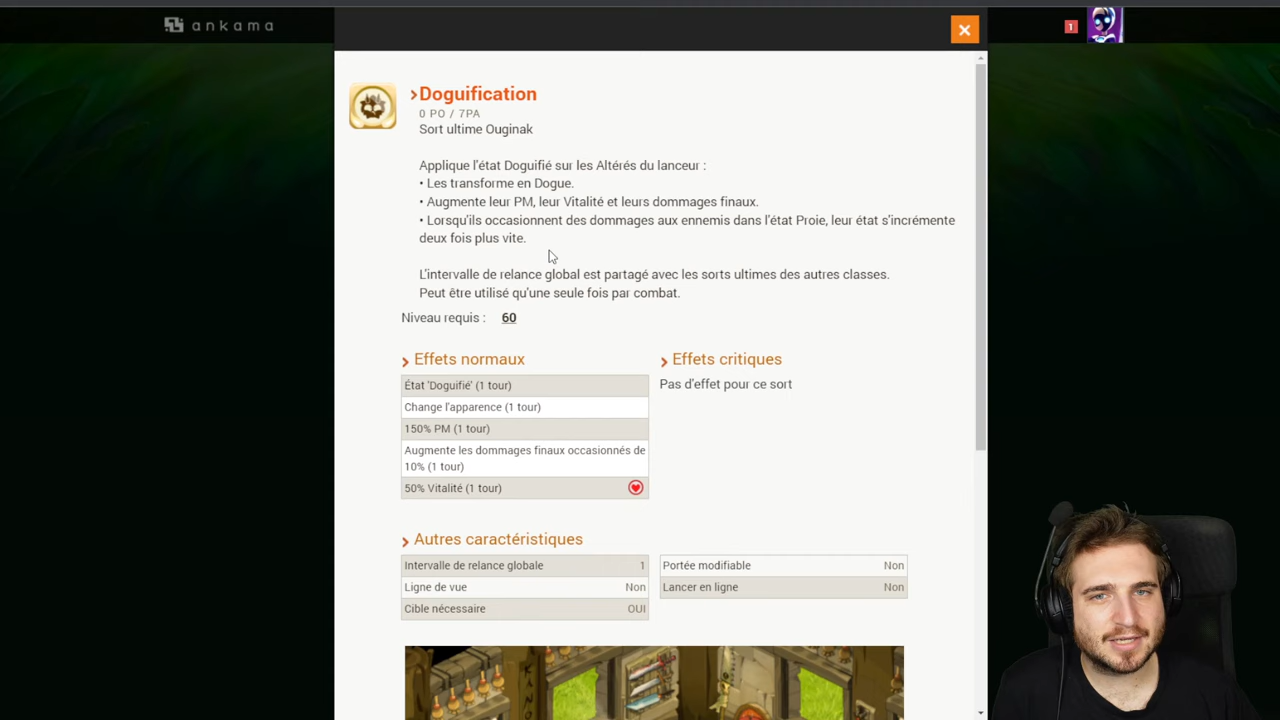 ankama
1
Doguification
0 PO / 7PA
Sort ultime Ouginak
Applique l'état Doguifié sur les Altérés du lanceur :
• Les transforme en Dogue.
• Augmente leur PM, leur Vitalité et leurs dommages finaux.
• Lorsqu'ils occasionnent des dommages aux ennemis dans l'état Proie, leur état s'incrémente
deux fois plus vite.
L'intervalle de relance global est partagé avec les sorts ultimes des autres classes.
Peut être utilisé qu'une seule fois par combat.
Niveau requis : 60
Effets normaux
État 'Doguifié' (1 tour)
Change l'apparence (1 tour)
150% PM (1 tour)
Augmente les dommages finaux occasionnés de
10% (1 tour)
50% Vitalité (1 tour)
Effets critiques
Pas d'effet pour ce sort
Autres caractéristiques
Intervalle de relance globale 1
Ligne de vue Non
Cible nécessaire OUI
Portée modifiable Non
Lancer en ligne Non